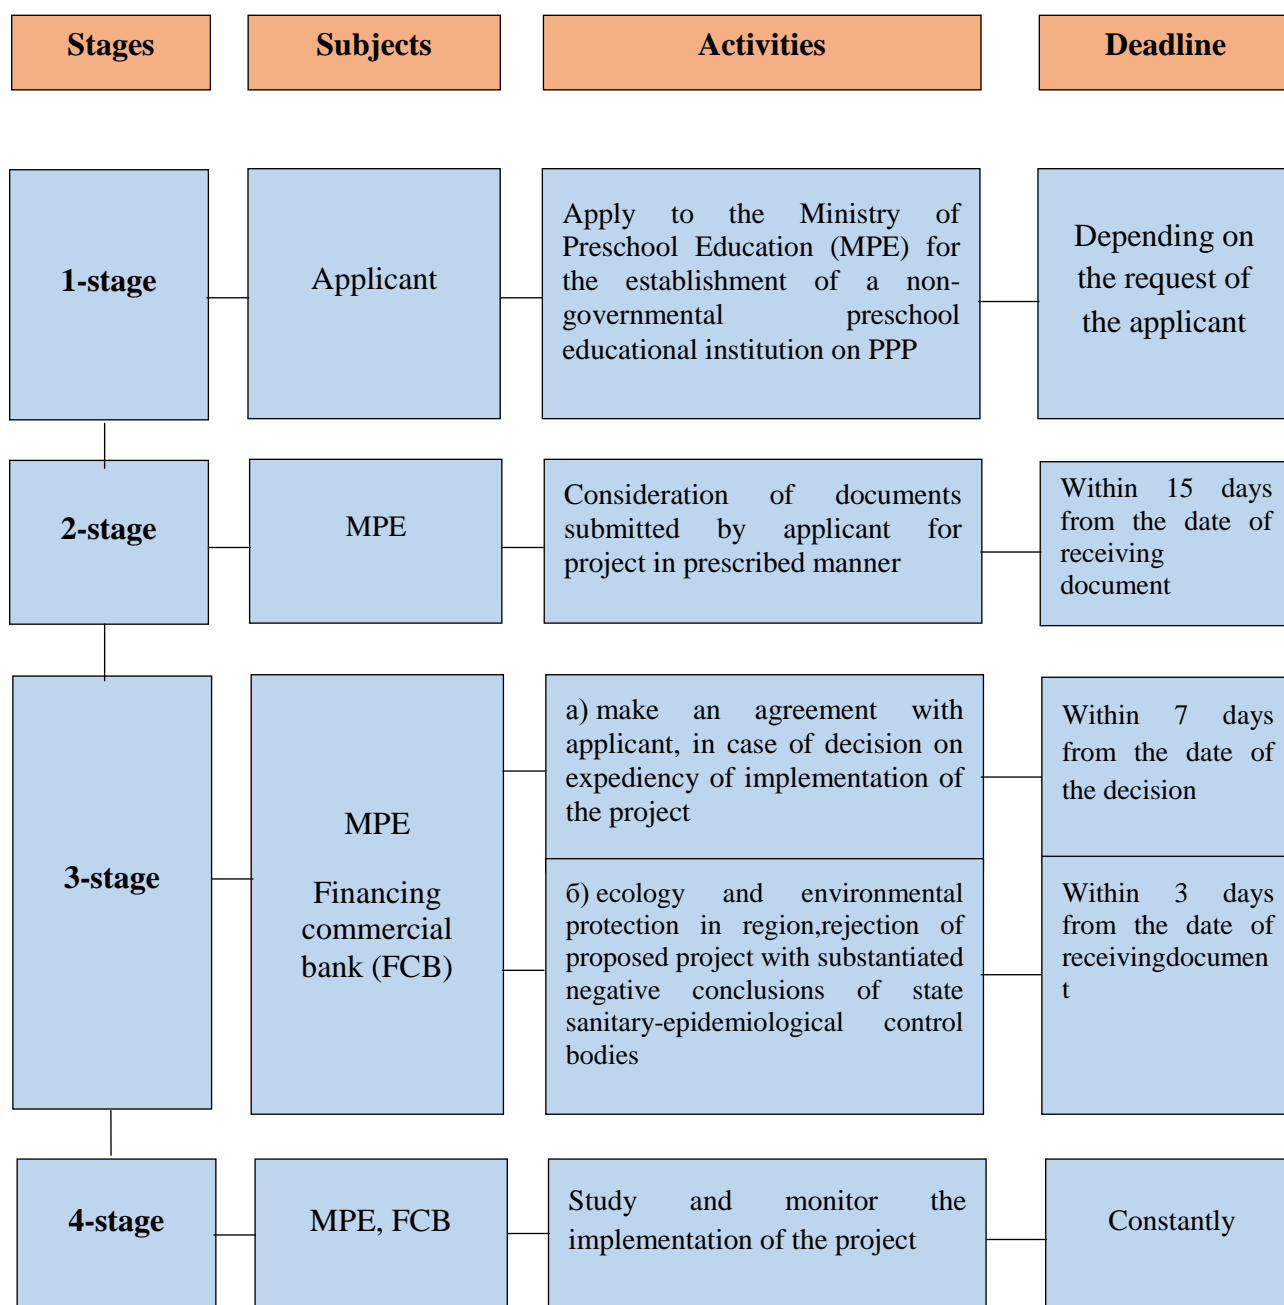 Stages
Subjects
Activities
Deadline
1-stage
Applicant
Apply to the Ministry of
Preschool Education (MPE) for
the establishment of a non-
governmental preschool
educational institution on PPP
Depending on
the request of
the applicant
2-stage
MPE
Consideration of documents
submitted by applicant for
project in prescribed manner
Within 15 days
from the date of
receiving
document
3-stage
MPE
Financing
commercial
bank (FCB)
a) make an agreement with
applicant, in case of decision on
expediency of implementation of
the project
Within 7 days
from the date of
the decision
б) ecology and environmental
protection in region,rejection of
proposed project with substantiated
negative conclusions of state
sanitary-epidemiological control
bodies
Within 3 days
from the date of
receivingdocumen
t
4-stage
MPE, FCB
Study and monitor the
implementation of the project
Constantly